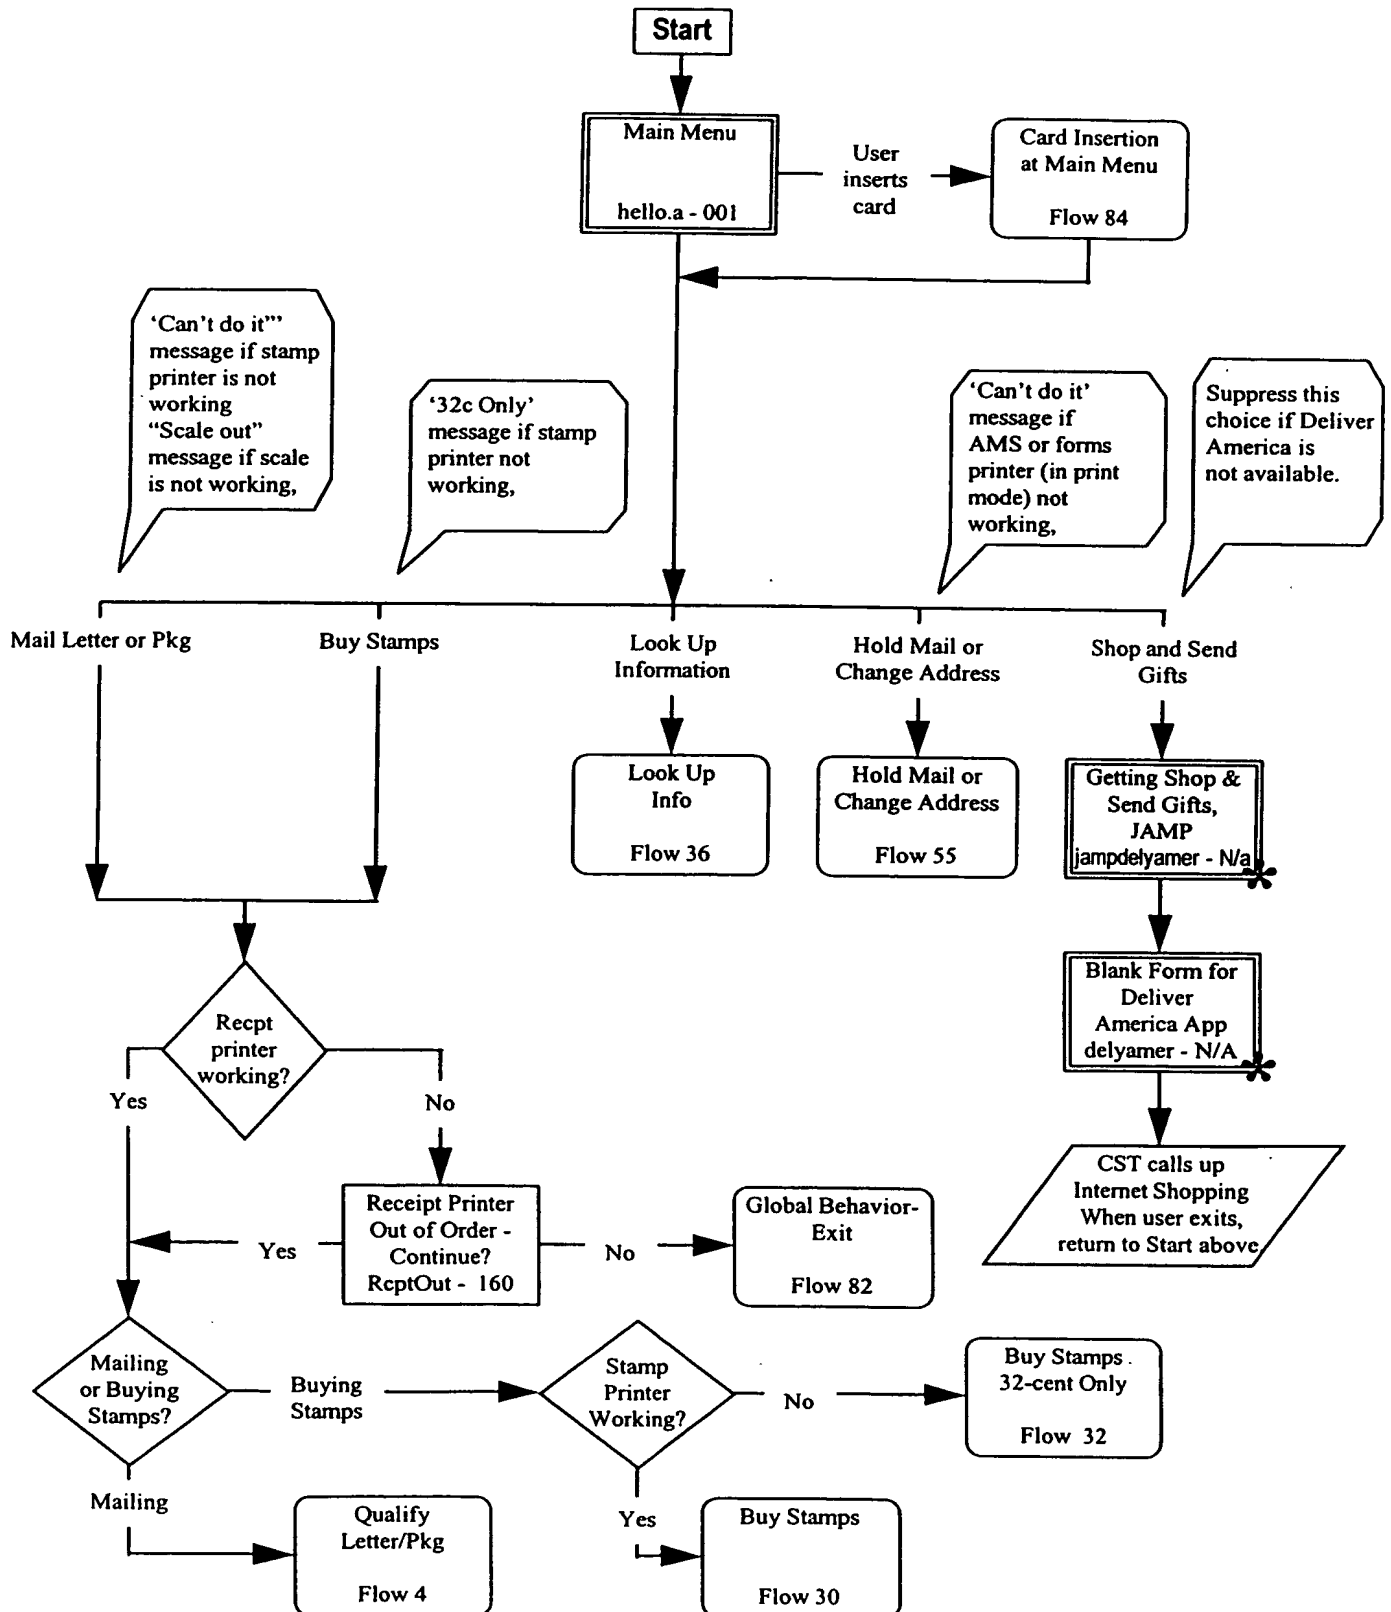 Start
Main Menu
hello.a - 001
User
inserts
card
Card Insertion
at Main Menu
Flow 84
‘Can't do it”’
message if stamp
printer is not
working
“Scale out”
message if scale
is not working,
‘32c Only’
message if stamp
printer not
working,
‘Can't do it’
message if
AMS or forms
printer (in print
mode) not
working,
Suppress this
choice if Deliver
America is
not available.
Mail Letter or Pkg
Buy Stamps
Look Up
Information
Hold Mail or
Change Address
Shop and Send
Gifts
Look Up
Info
Flow 36
Hold Mail or
Change Address
Flow 55
Getting Shop &
Send Gifts,
JAMP
jampdelyamer - N/a
*
Blank Form for
Deliver
America App
delyamer - N/A
*
CST calls up
Internet Shopping
When user exits,
return to Start above
Recpt
printer
working?
Yes
No
Receipt Printer
Out of Order -
Continue?
RcptOut - 160
Yes
No
Global Behavior-
Exit
Flow 82
Mailing
or Buying
Stamps?
Buying
Stamps
Stamp
Printer
Working?
No
Buy Stamps
32-cent Only
Flow 32
Mailing
Qualify
Letter/Pkg
Flow 4
Yes
Buy Stamps
Flow 30